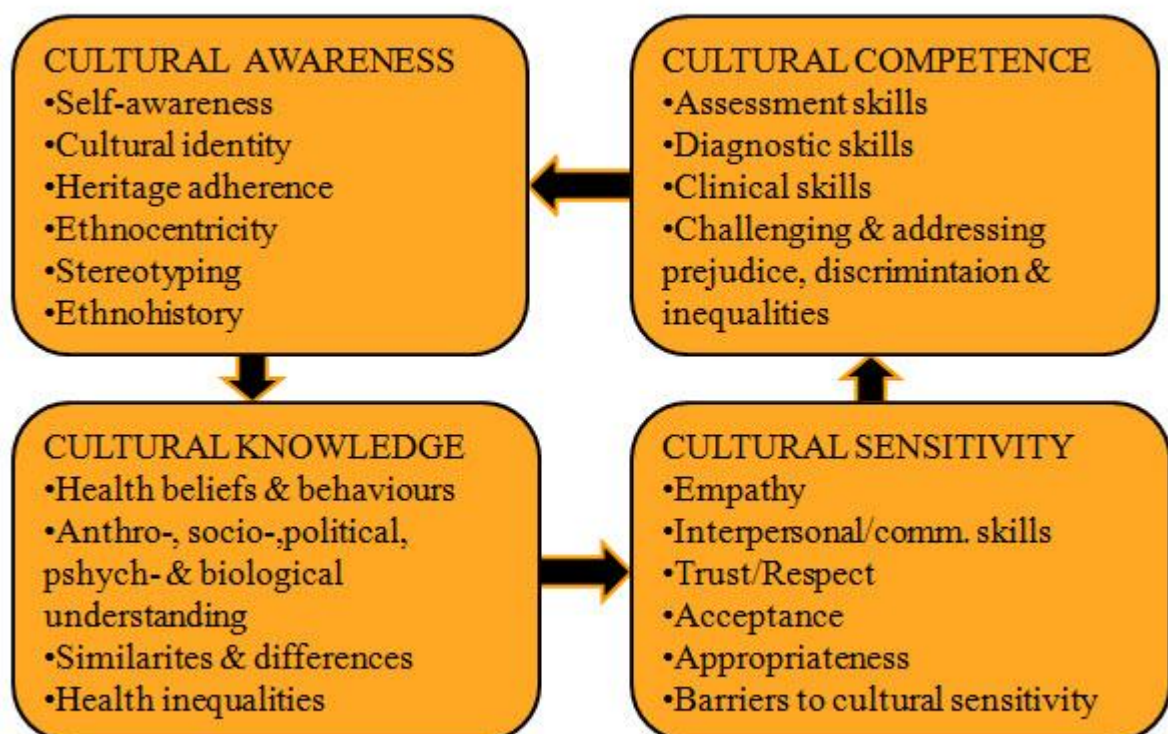 CULTURAL AWARENESS
•Self-awareness
•Cultural identity
•Heritage adherence
•Ethnocentricity
•Stereotyping
•Ethnohistory
CULTURAL COMPETENCE
•Assessment skills
•Diagnostic skills
•Clinical skills
•Challenging & addressing
prejudice, discrimintaion &
inequalities
CULTURAL KNOWLEDGE
•Health beliefs & behaviours
•Anthro-, socio-,political,
pshych- & biological
understanding
•Similarites & differences
•Health inequalities
CULTURAL SENSITIVITY
•Empathy
•Interpersonal/comm. skills
•Trust/Respect
•Acceptance
•Appropriateness
•Barriers to cultural sensitivity